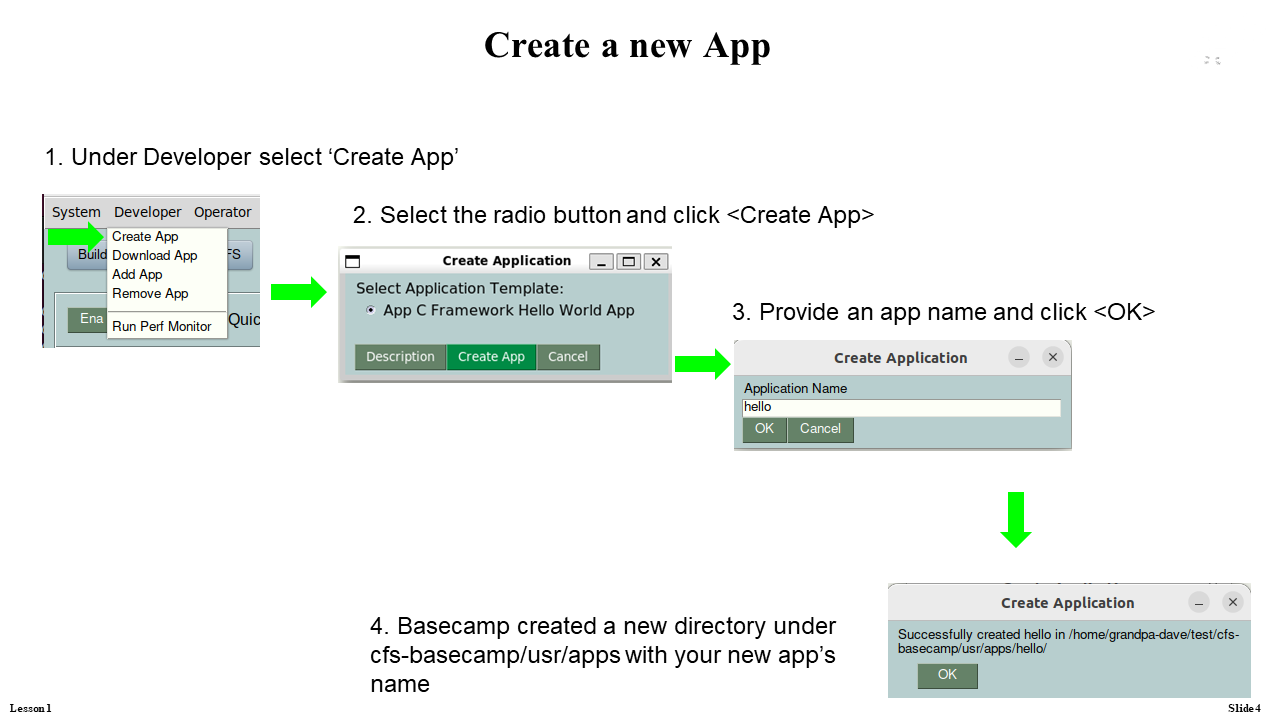 Create a new App
1. Under Developer select ‘Create App’
System Developer Operator
Create App
Build
FS
Download App
Add App
Remove App
Ena
Quic
Run Perf Monitor
2. Select the radio button and click <Create App>
Create Application
Select Application Template:
App C Framework Hello World App
Description Create App Cancel
3. Provide an app name and click <OK>
Create Application
Application Name
hello
OK Cancel
4. Basecamp created a new directory under
cfs-basecamp/usr/apps with your new app’s
name
Create Application
Successfully created hello in /home/grandpa-dave/test/cfs-
basecamp/usr/apps/hello/
OK
Lesson 1
Slide 4